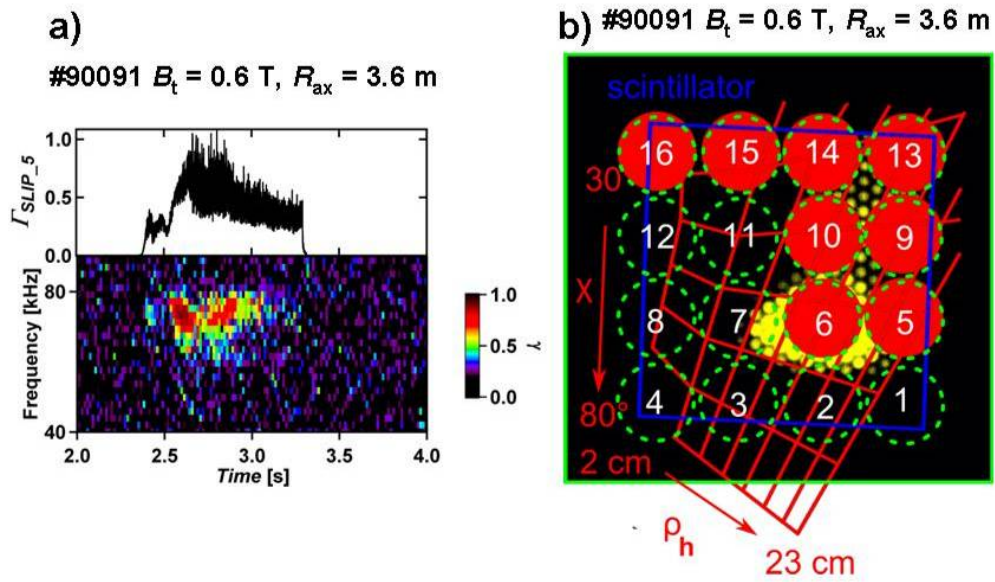 a)
#90091 Bt = 0.6 T, Rax = 3.6 m
1.0
0.5
0.0
ΓSLIP_5
80
40
Frequency [kHz]
2.0 2.5 3.0 3.5 4.0
Time [s]
1.0
0.5
0.0
γ
b) #90091 Bt = 0.6 T, Rax = 3.6 m
scintillator
16 15 14 13
30
12 11 10 9
χ
8 7 6 5
4 3 2 1
80°
2 cm
ρh
23 cm